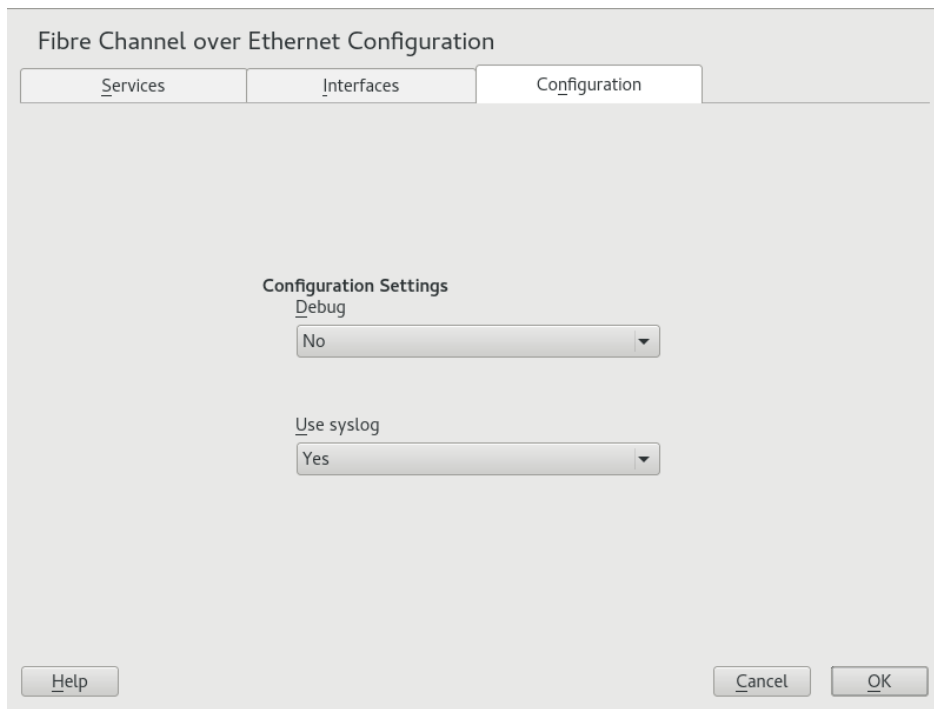 Fibre Channel over Ethernet Configuration
Services Interfaces Configuration
Configuration Settings
Debug
No
Use syslog
Yes
Help Cancel OK